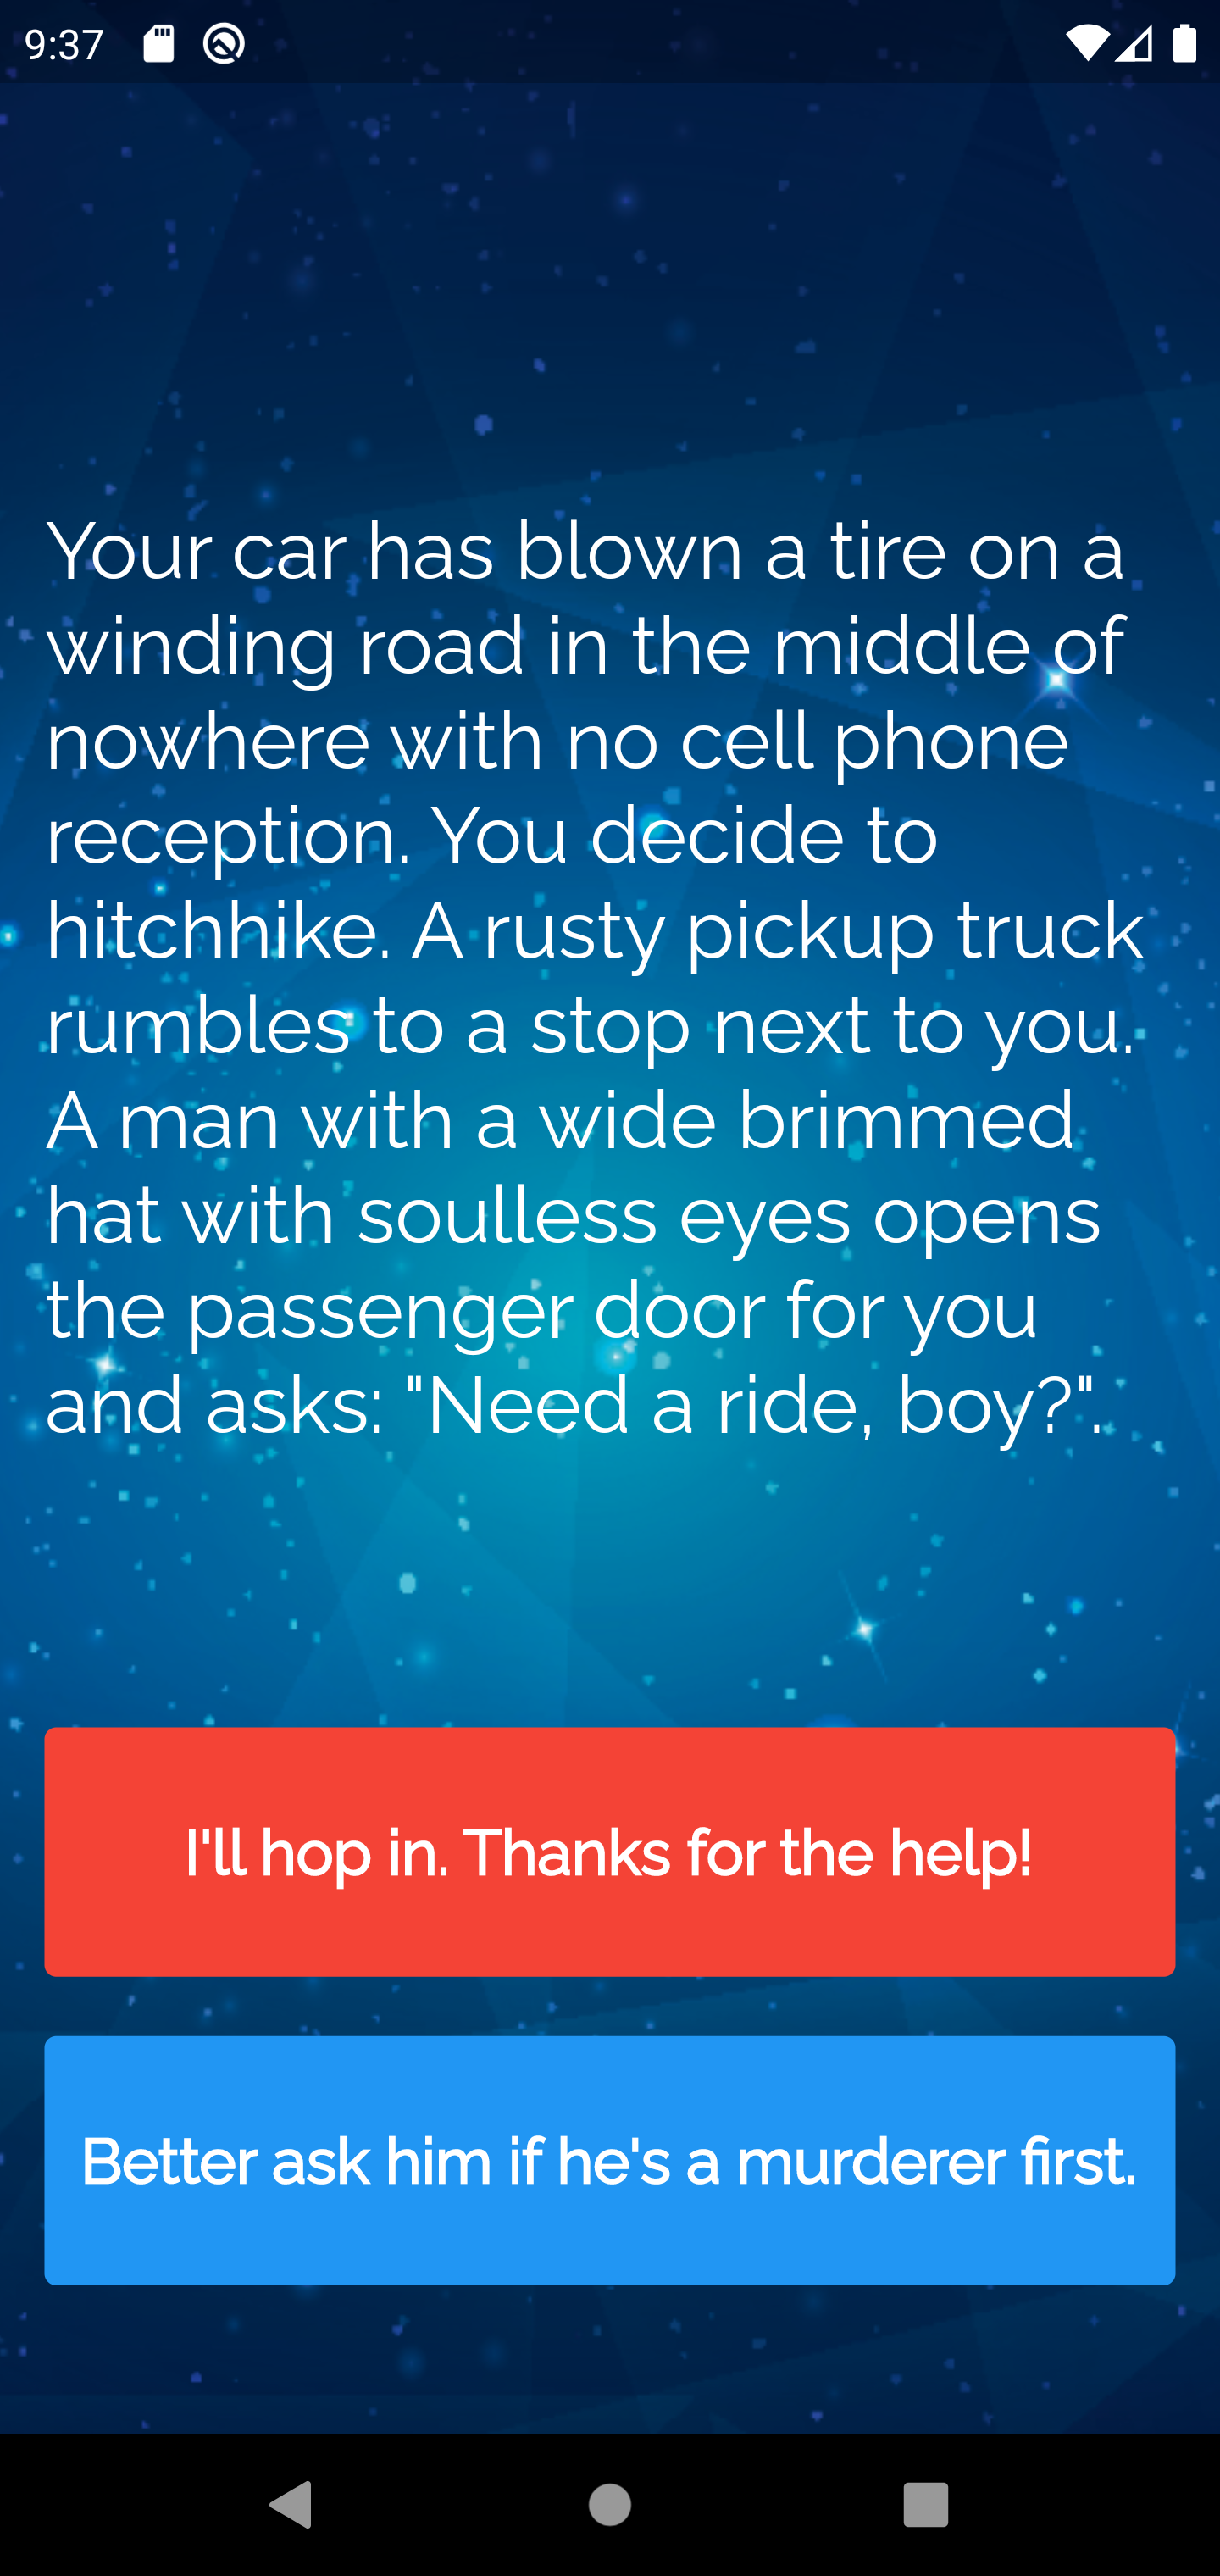 9:37
Your car has blown a tire on a
winding road in the middle of
nowhere with no cell phone
reception. You decide to
hitchhike. A rusty pickup truck
rumbles to a stop next to you.
A man with a wide brimmed
hat with soulless eyes opens
the passenger door for you
and asks: "Need a ride, boy?".
I'll hop in. Thanks for the help!
Better ask him if he's a murderer first.